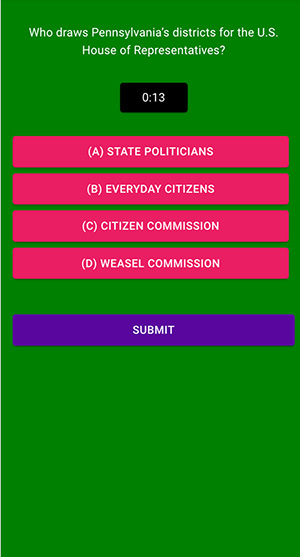 Who draws Pennsylvania's districts for the U.S.
House of Representatives?
0:13
(A) STATE POLITICIANS
(B) EVERYDAY CITIZENS
(C) CITIZEN COMMISSION
(D) WEASEL COMMISSION
SUBMIT